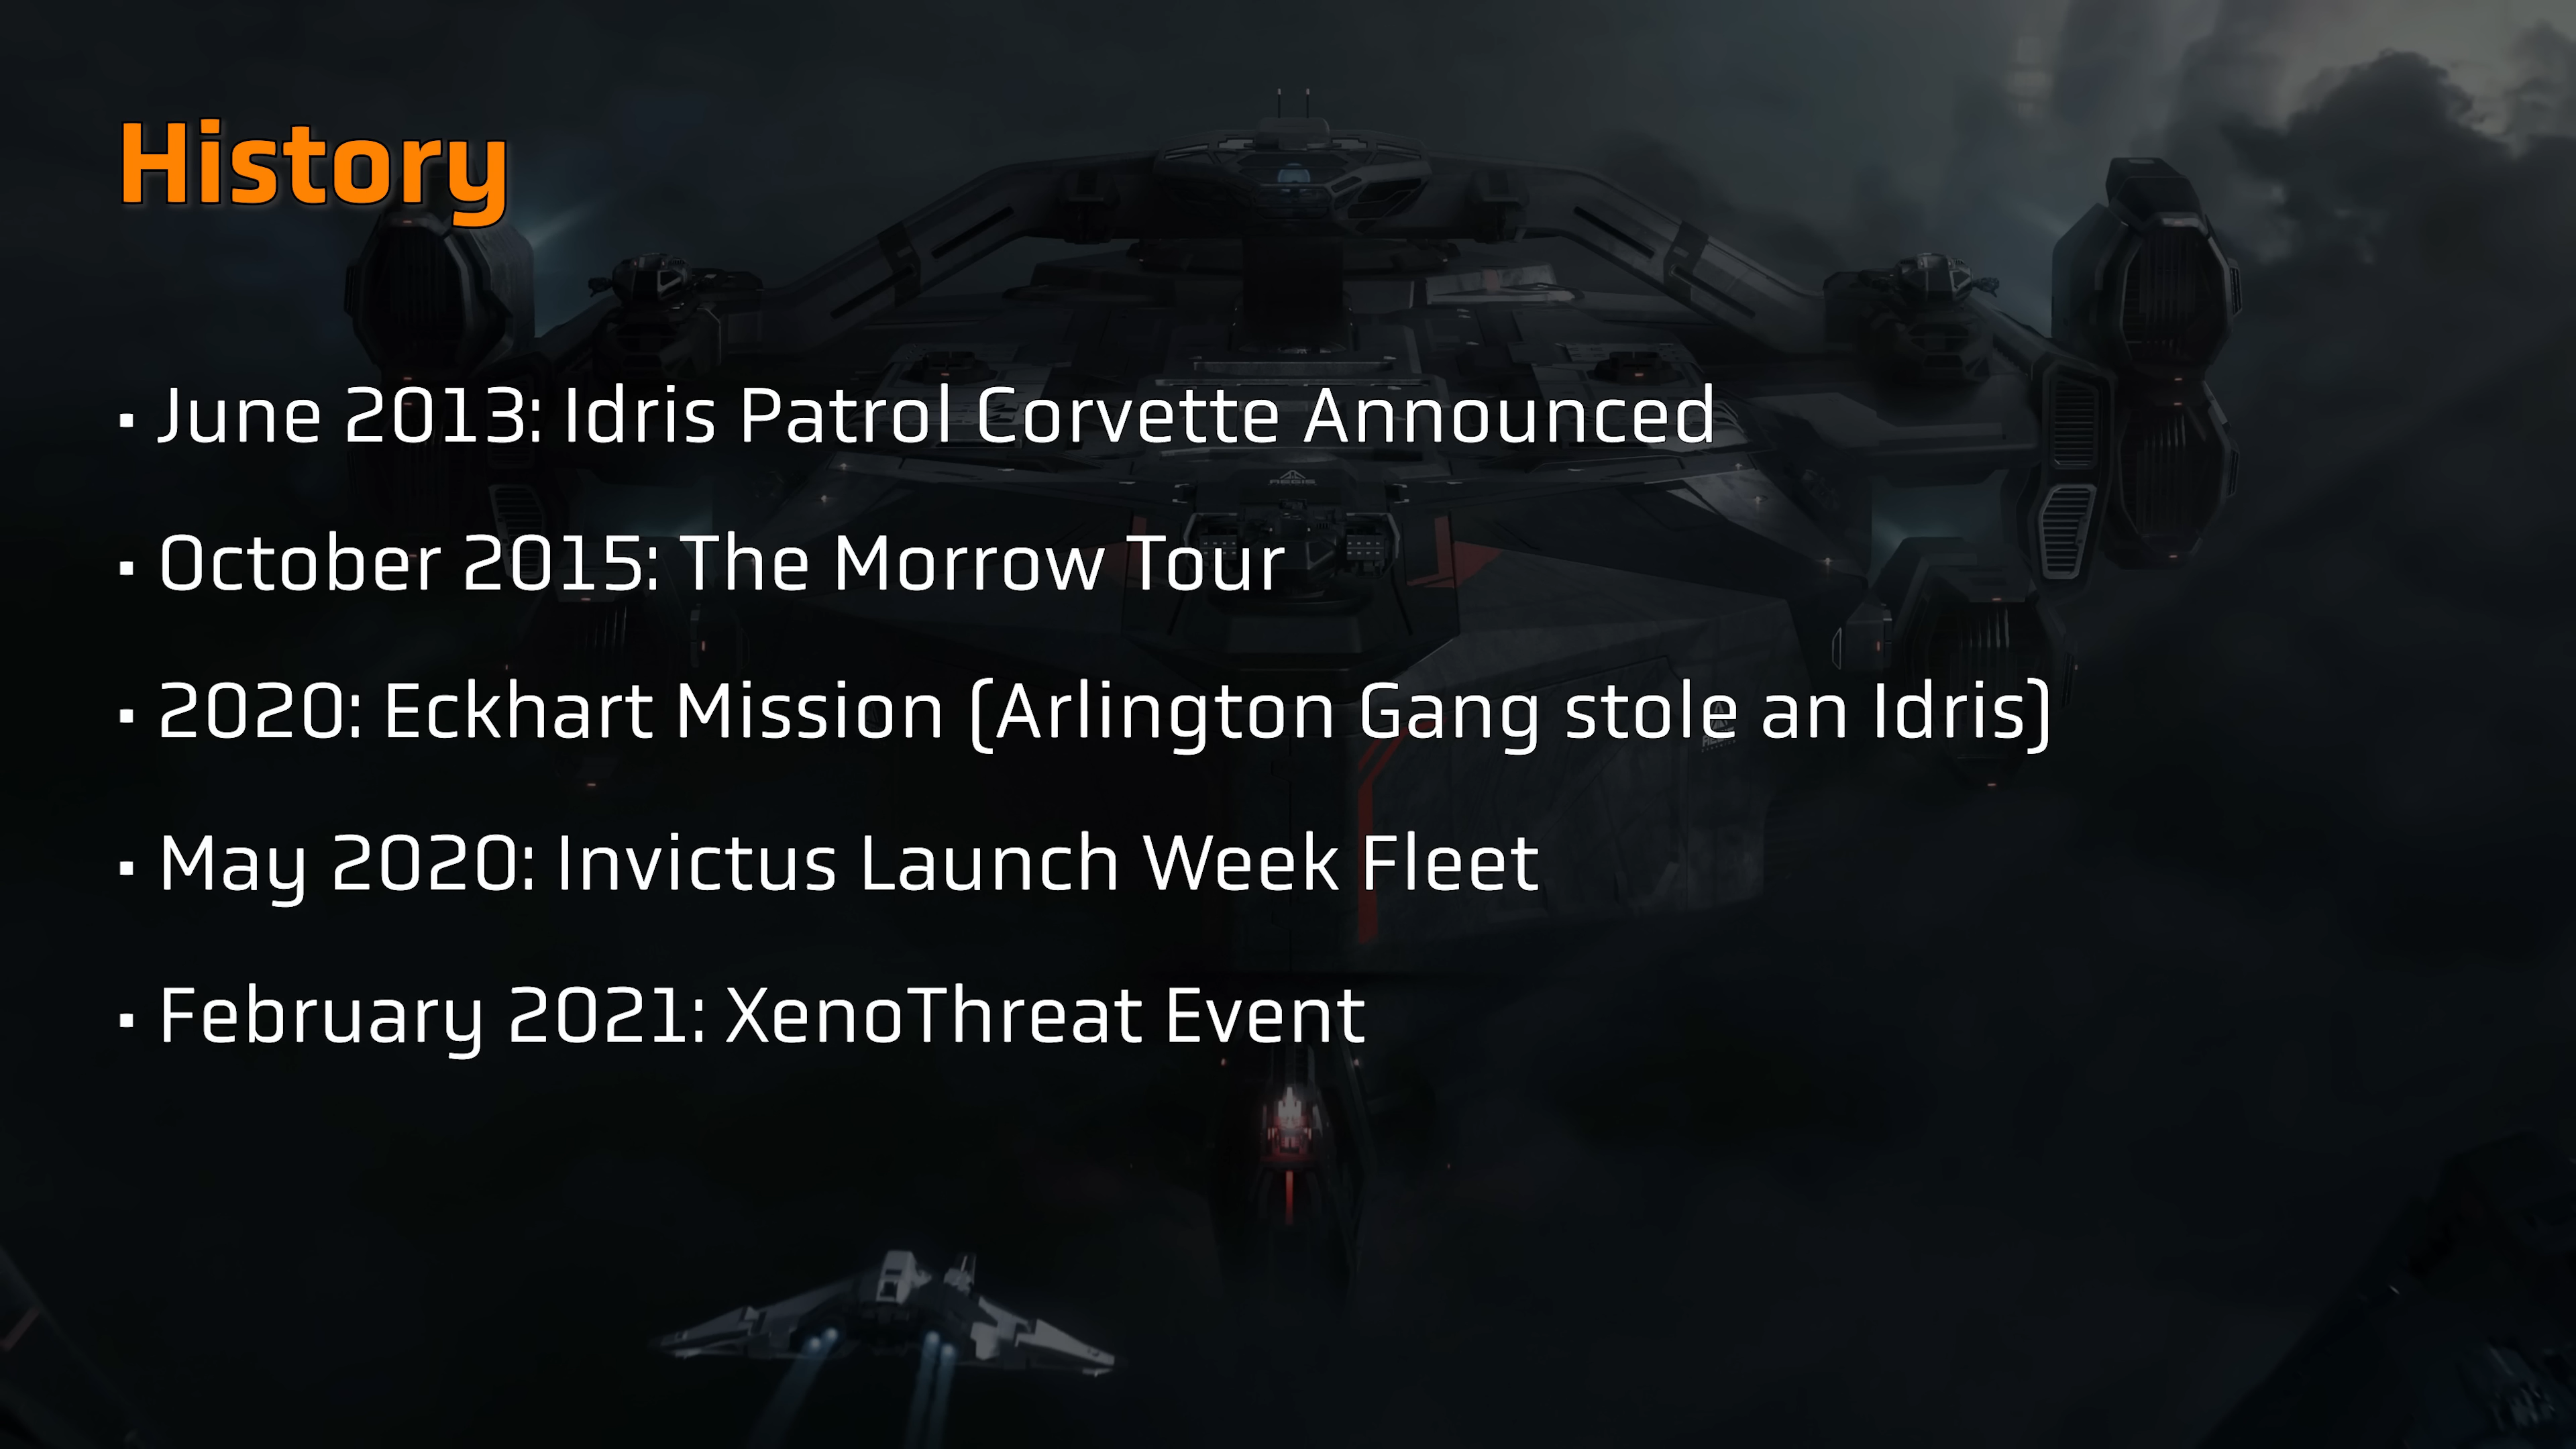 History
▪ June 2013: Idris Patrol Corvette Announced
▪ October 2015: The Morrow Tour
▪ 2020: Eckhart Mission (Arlington Gang stole an Idris)
▪ May 2020: Invictus Launch Week Fleet
▪ February 2021: XenoThreat Event
AEGIS